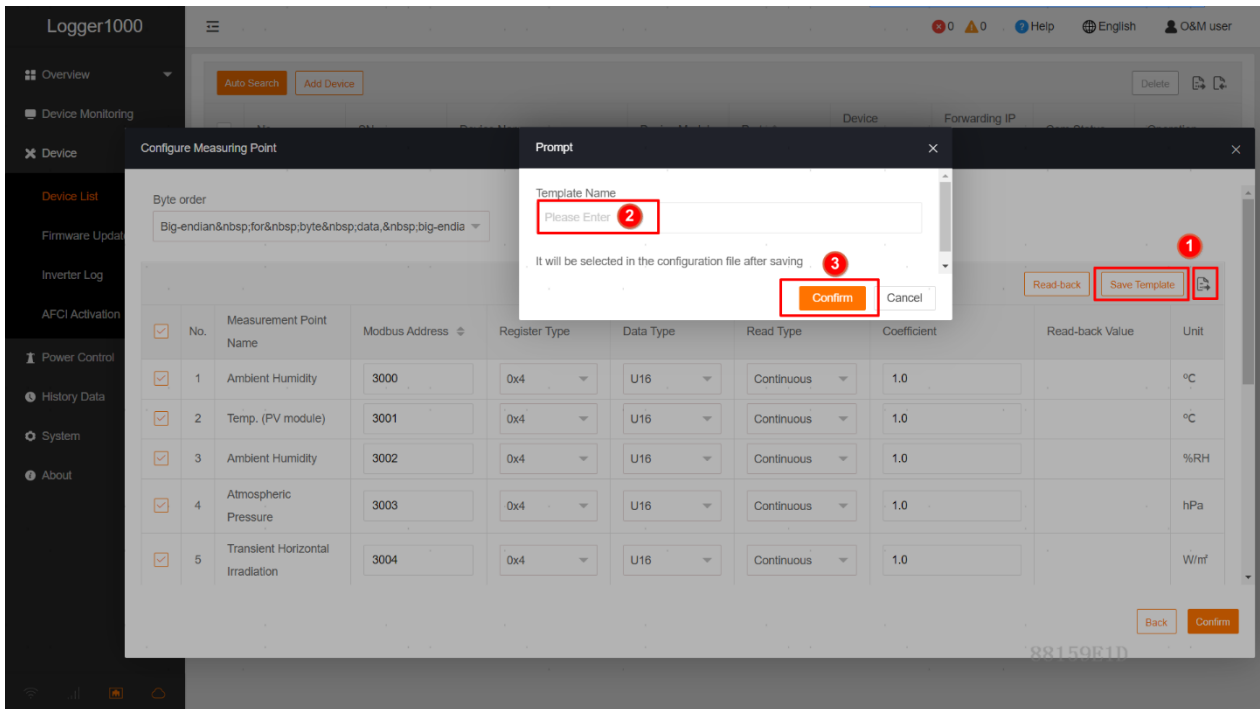 Logger1000
0 0 Help English O&M user
Overview
Auto Search Add Device Delete
Device Monitoring
Device Forwarding IP
Device
Configure Measuring Point
Prompt
Device List
Firmware Updat
Inverter Log
AFCI Activation
Power Control
History Data
System
About
Byte order
Big-endian&nbsp;for&nbsp;byte&nbsp;data,&nbsp;big-endia
Template Name
Please Enter 2
It will be selected in the configuration file after saving
3
Confirm Cancel
1
Read-back Save Template
No. Measurement Point Name Modbus Address Register Type Data Type Read Type Coefficient Read-back Value Unit
1 Ambient Humidity 3000 0x4 U16 Continuous 1.0 ℃
2 Temp. (PV module) 3001 0x4 U16 Continuous 1.0 ℃
3 Ambient Humidity 3002 0x4 U16 Continuous 1.0 %RH
4 Atmospheric Pressure 3003 0x4 U16 Continuous 1.0 hPa
5 Transient Horizontal Irradiation 3004 0x4 U16 Continuous 1.0 W/㎡
Back Confirm
88159E1D